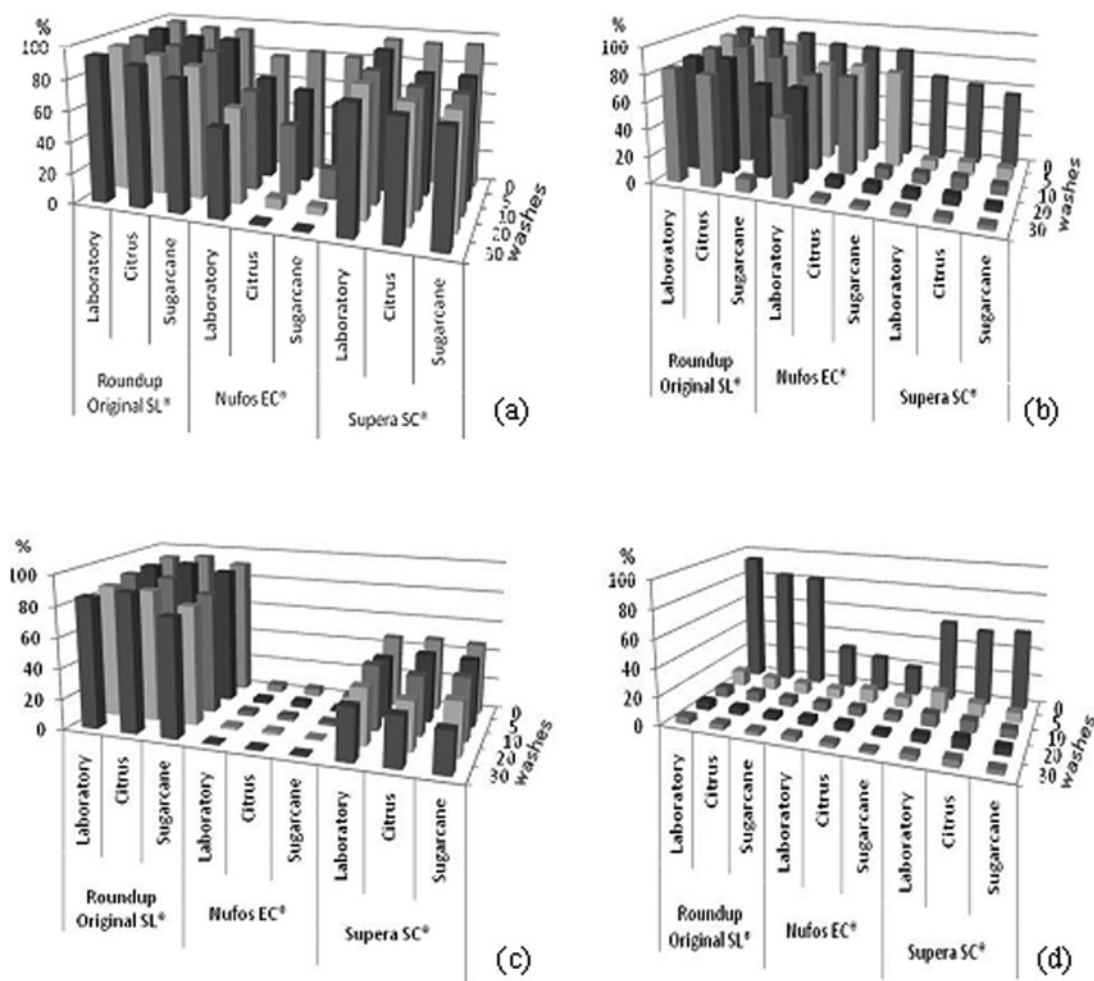 %
100
80
60
40
20
0
0
5
10
20
30
washes
Laboratory
Citrus
Sugarcane
Laboratory
Citrus
Sugarcane
Laboratory
Citrus
Sugarcane
Roundup
Original SL®
Nufos EC®
Supera SC®
(a)
%
100
80
60
40
20
0
0
5
10
20
30
washes
Laboratory
Citrus
Sugarcane
Laboratory
Citrus
Sugarcane
Laboratory
Citrus
Sugarcane
Roundup
Original SL®
Nufos EC®
Supera SC®
(b)
%
100
80
60
40
20
0
0
5
10
20
30
washes
Laboratory
Citrus
Sugarcane
Laboratory
Citrus
Sugarcane
Laboratory
Citrus
Sugarcane
Roundup
Original SL®
Nufos EC®
Supera SC®
(c)
%
100
80
60
40
20
0
0
5
10
20
30
washes
Laboratory
Citrus
Sugarcane
Laboratory
Citrus
Sugarcane
Laboratory
Citrus
Sugarcane
Roundup
Original SL®
Nufos EC®
Supera SC®
(d)